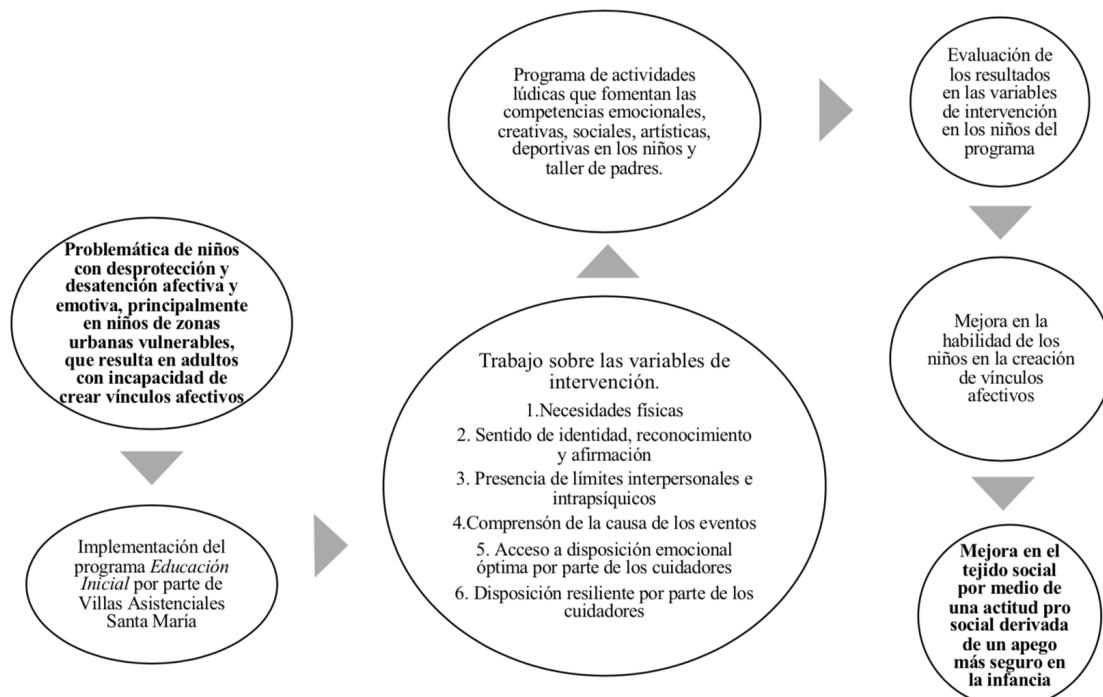 Problemática de niños
con desprotección y
desatención afectiva y
emotiva, principalmente
en niños de zonas
urbanas vulnerables,
que resulta en adultos
con incapacidad de
crear vínculos afectivos
Implementación del
programa Educación
Inicial por parte de
Villas Asistenciales
Santa María
Trabajo sobre las variables de
intervención.
1.Necesidades físicas
2. Sentido de identidad, reconocimiento
y afirmación
3. Presencia de límites interpersonales e
intrapsíquicos
4.Comprensón de la causa de los eventos
5. Acceso a disposición emocional
óptima por parte de los cuidadores
6. Disposición resiliente por parte de los
cuidadores
Programa de actividades
lúdicas que fomentan las
competencias emocionales,
creativas, sociales, artísticas,
deportivas en los niños y
taller de padres.
Evaluación de
los resultados
en las variables
de intervención
en los niños del
programa
Mejora en la
habilidad de los
niños en la creación
de vínculos
afectivos
Mejora en el
tejido social
por medio de
una actitud pro
social derivada
de un apego
más seguro en
la infancia